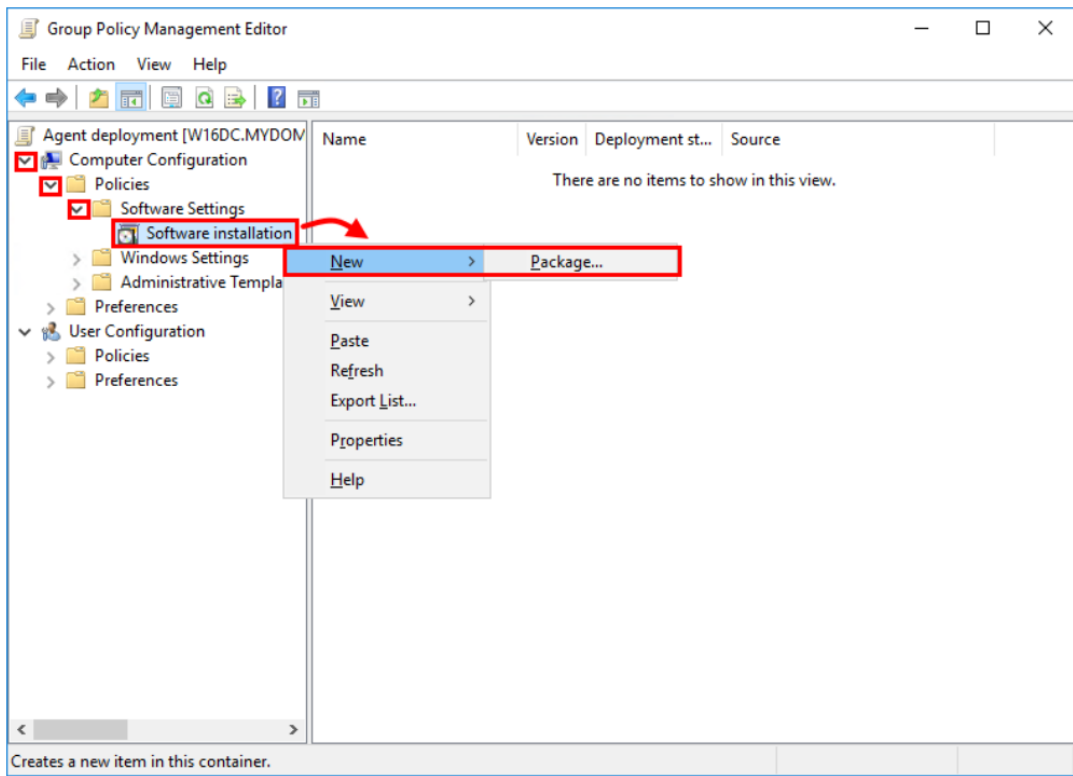 Group Policy Management Editor
File Action View Help
Agent deployment [W16DC.MYDOM
Computer Configuration
Policies
Software Settings
Software installation
Windows Settings
Administrative Templa
Preferences
User Configuration
Policies
Preferences
Name Version Deployment st... Source
There are no items to show in this view.
New Package...
View
Paste
Refresh
Export List...
Properties
Help
Creates a new item in this container.